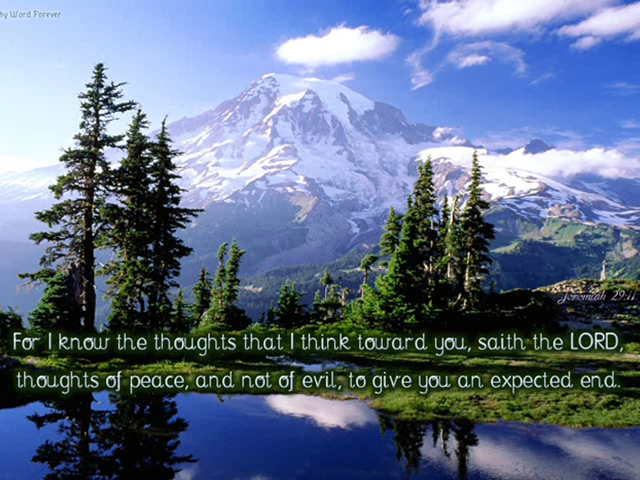 hy Word Forever
Jeremiah 29:11
For I know the thoughts that I think toward you, saith the LORD,
thoughts of peace, and not of evil, to give you an expected end.